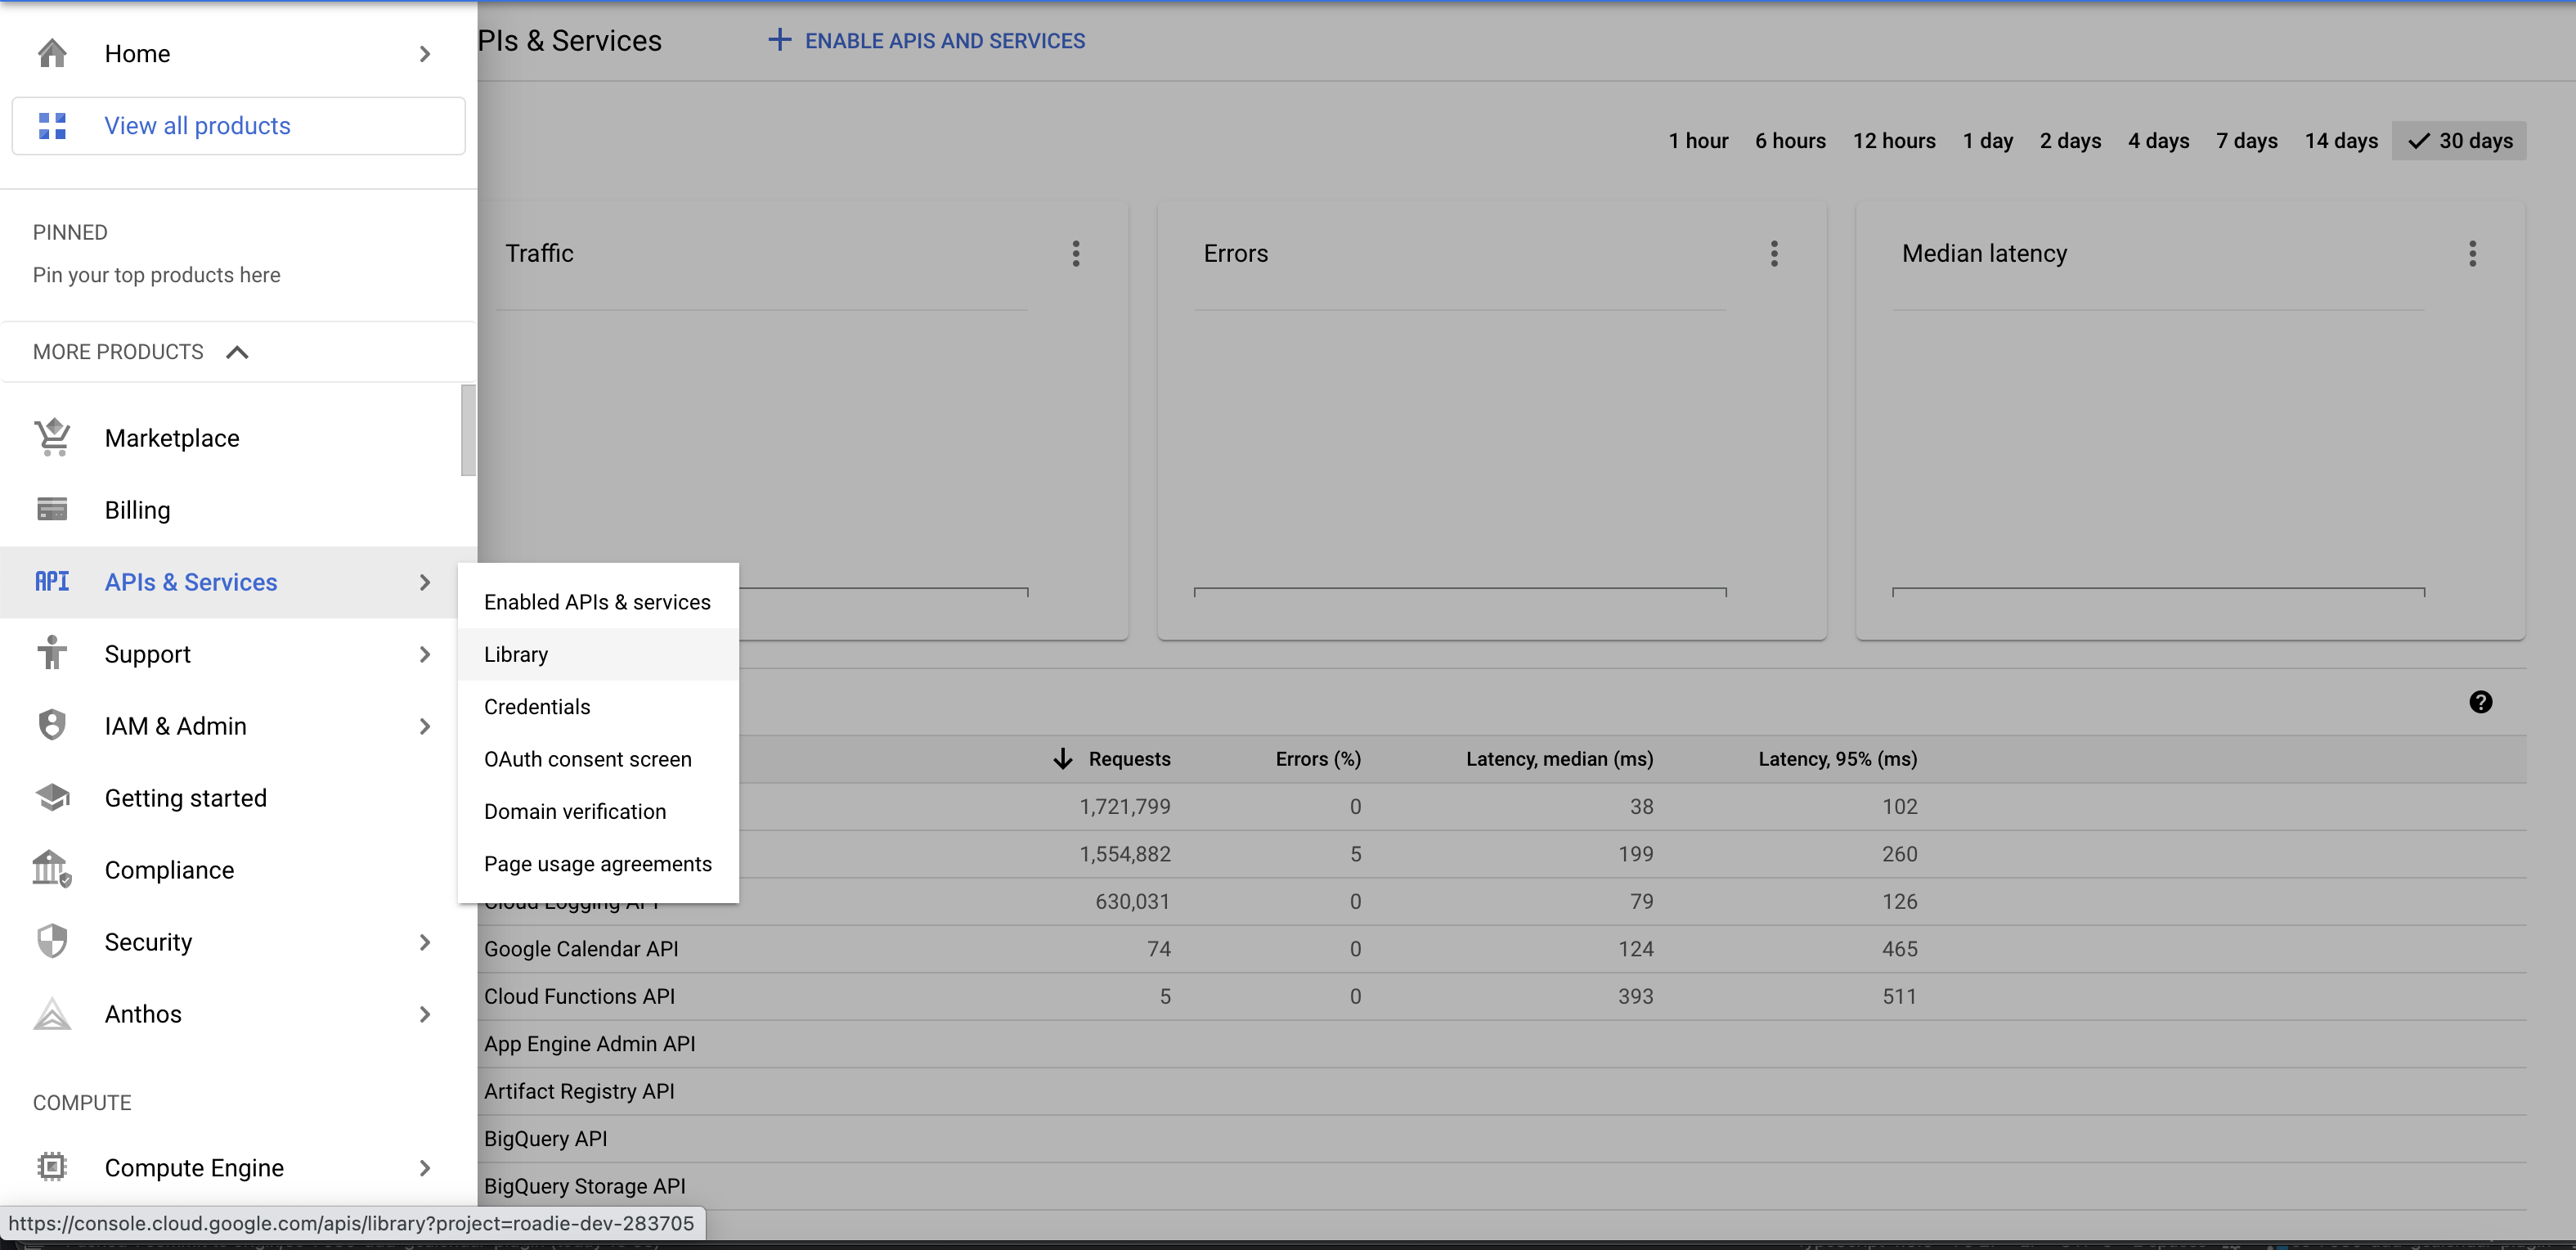 Home
View all products
PINNED
Pin your top products here
MORE PRODUCTS
Marketplace
Billing
API APIs & Services
Support
IAM & Admin
Getting started
Compliance
Security
Anthos
COMPUTE
Compute Engine
Enabled APIs & services
Library
Credentials
OAuth consent screen
Domain verification
Page usage agreements
PIs & Services
ENABLE APIS AND SERVICES
1 hour 6 hours 12 hours 1 day 2 days 4 days 7 days 14 days 30 days
Traffic
Errors
Median latency
Requests Errors (%) Latency, median (ms) Latency, 95% (ms)
1,721,799 0 38 102
1,554,882 5 199 260
Cloud Logging API 630,031 0 79 126
Google Calendar API 74 0 124 465
Cloud Functions API 5 0 393 511
App Engine Admin API
Artifact Registry API
BigQuery API
BigQuery Storage API
https://console.cloud.google.com/apis/library?project=roadie-dev-283705